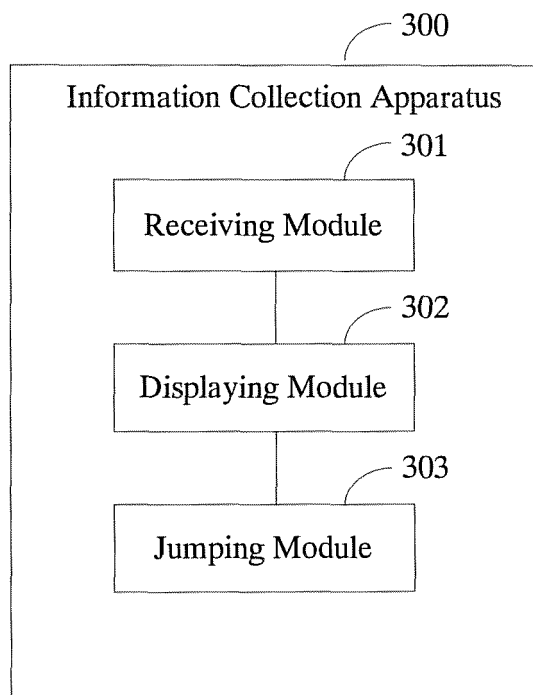 300
Information Collection Apparatus
301
Receiving Module
302
Displaying Module
303
Jumping Module